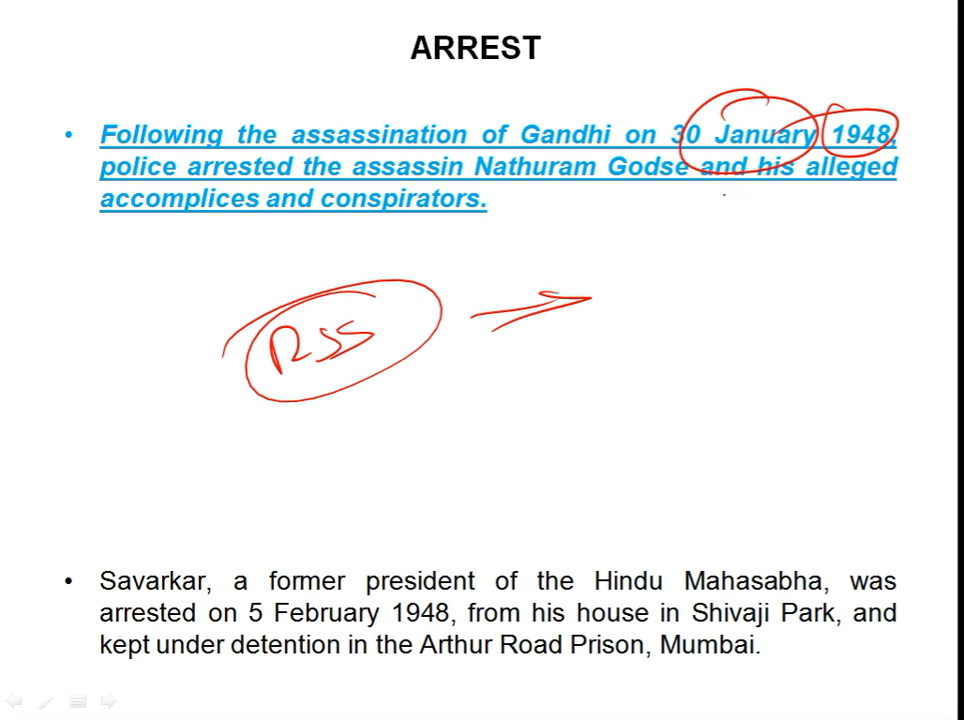 ARREST
• Following the assassination of Gandhi on 30 January 1948,
police arrested the assassin Nathuram Godse and his alleged
accomplices and conspirators.
RSS
• Savarkar, a former president of the Hindu Mahasabha, was
arrested on 5 February 1948, from his house in Shivaji Park, and
kept under detention in the Arthur Road Prison, Mumbai.